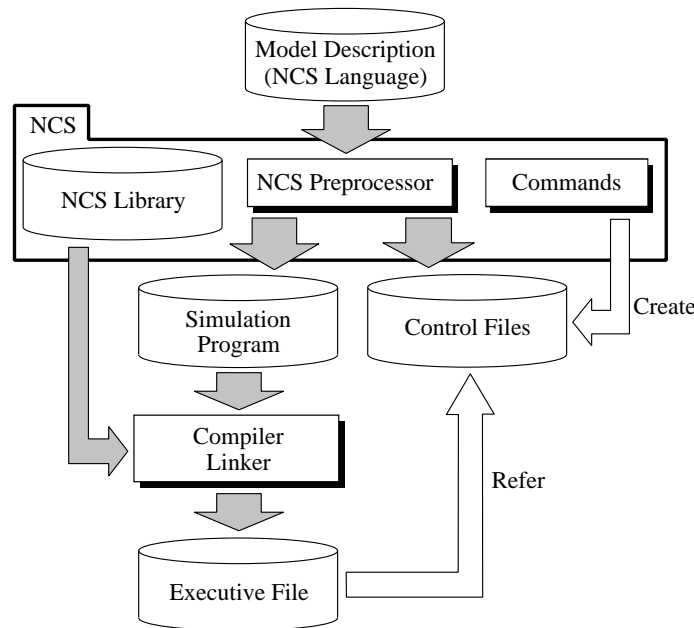 Model Description
(NCS Language)
NCS
NCS Library
NCS Preprocessor
Commands
Simulation
Program
Control Files
Create
Compiler
Linker
Refer
Executive File